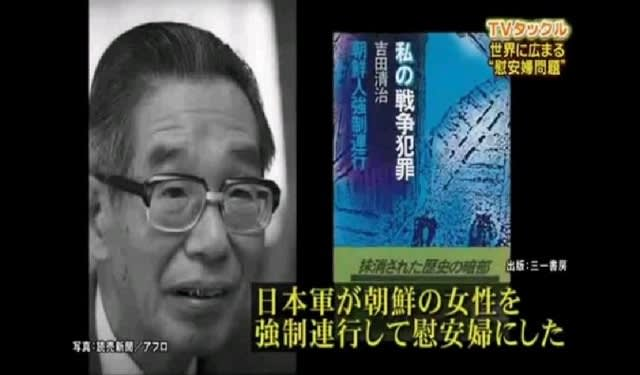 TVタックル
世界に広まる
“慰安婦問題”
私の戦争犯罪
吉田清治
朝鮮人強制連行
抹消された歴史の暗部
出版:三一書房
日本軍が朝鮮の女性を
強制連行して慰安婦にした
写真:読売新聞/アフロ